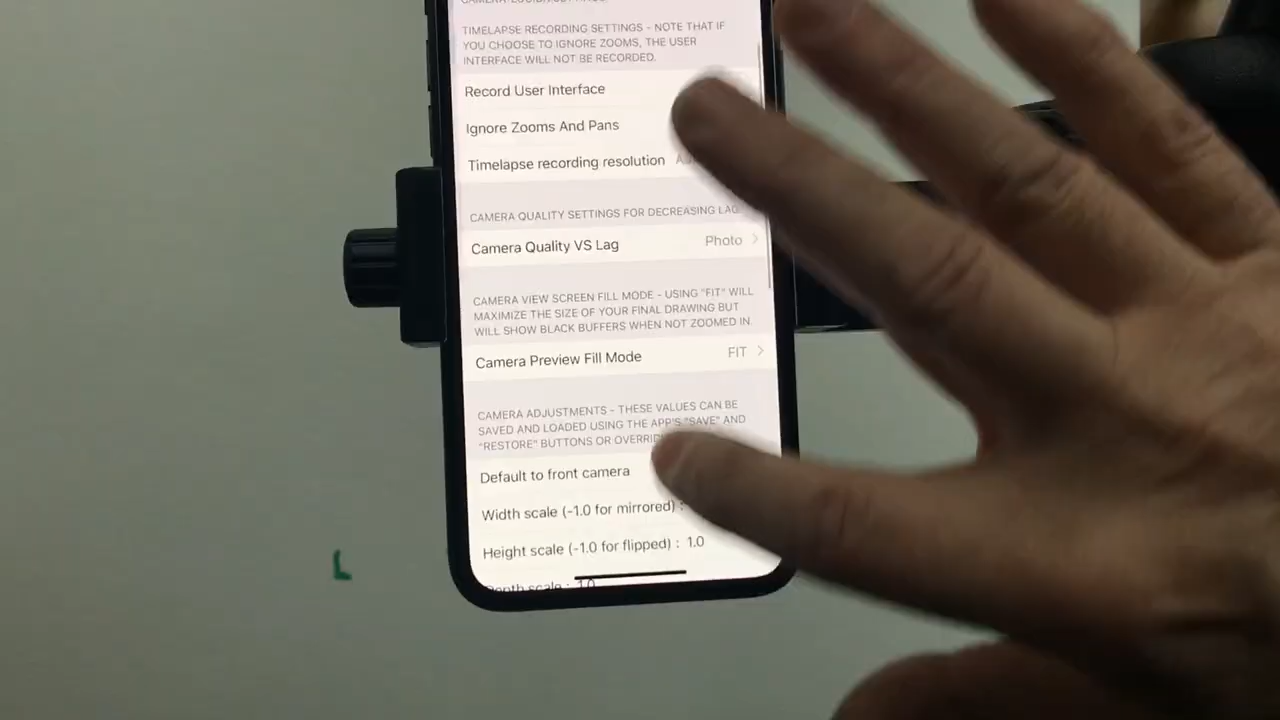 TIMELAPSE RECORDING SETTINGS - NOTE THAT IF
YOU CHOOSE TO IGNORE ZOOMS, THE USER
INTERFACE WILL NOT BE RECORDED.
Record User Interface
Ignore Zooms And Pans
Timelapse recording resolution
CAMERA QUALITY SETTINGS FOR DECREASING LAG
Camera Quality VS Lag Photo
CAMERA VIEW SCREEN FILL MODE - USING "FIT" WILL
MAXIMIZE THE SIZE OF YOUR FINAL DRAWING BUT
WILL SHOW BLACK BUFFERS WHEN NOT ZOOMED IN.
Camera Preview Fill Mode FIT
CAMERA ADJUSTMENTS - THESE VALUES CAN BE
SAVED AND LOADED USING THE APP'S "SAVE" AND
"RESTORE" BUTTONS OR
Default to front camera
Width scale (-1.0 for mirrored) :
Height scale (-1.0 for flipped) : 1.0
Depth scale : 1.0
L